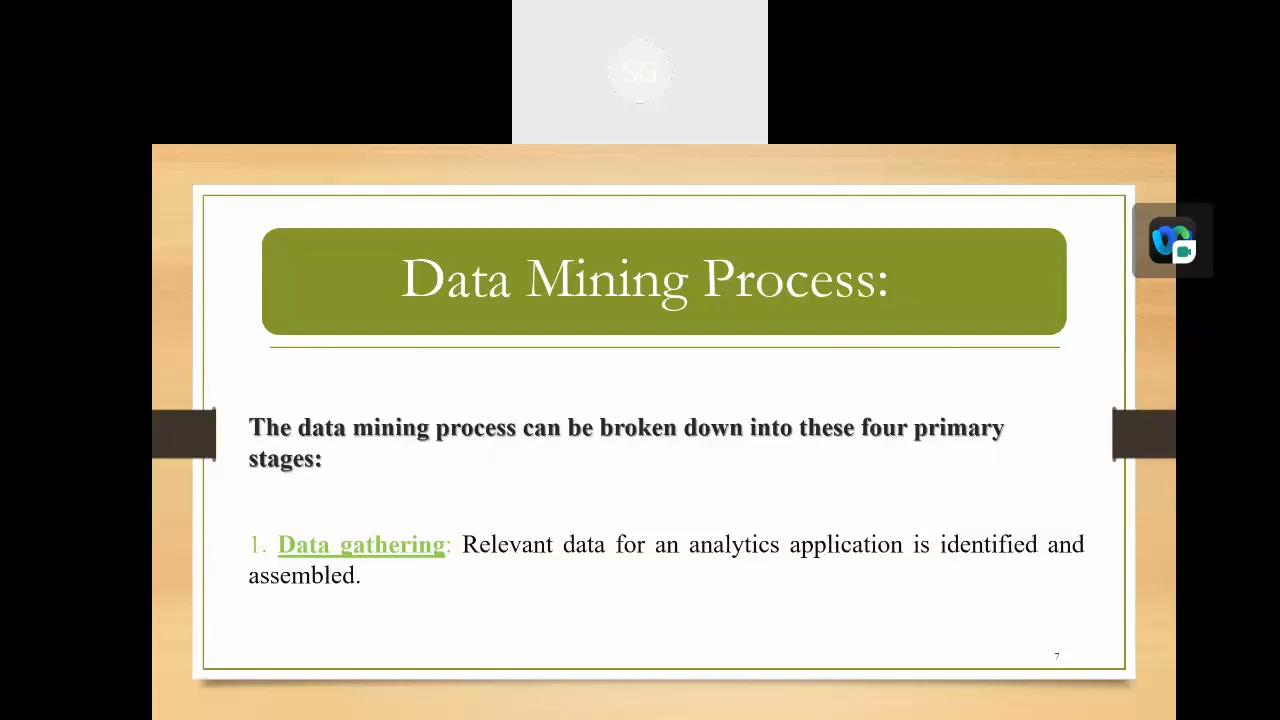 SG
Data Mining Process:
The data mining process can be broken down into these four primary
stages:
1. Data gathering: Relevant data for an analytics application is identified and
assembled.
7